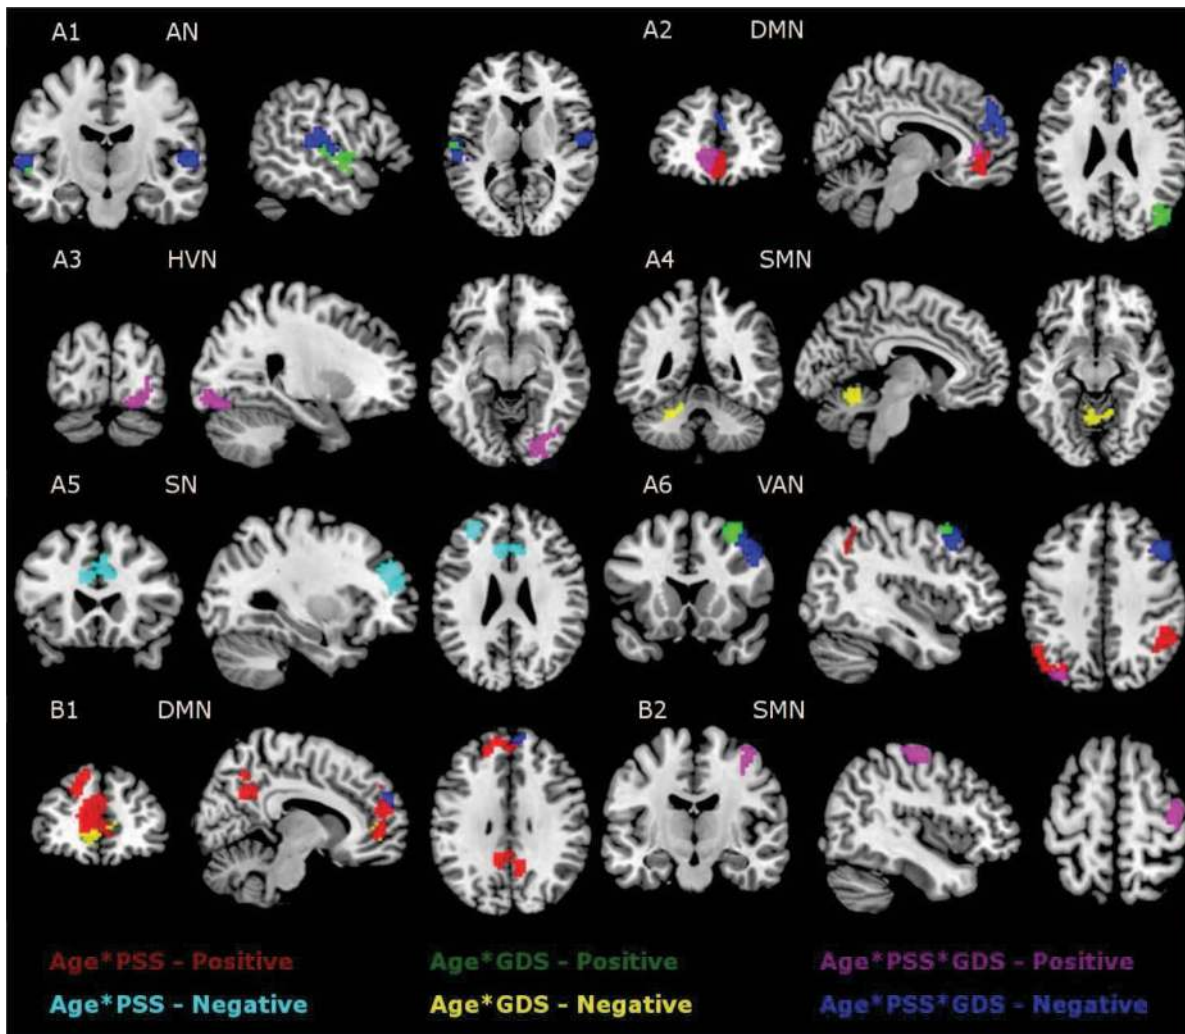 A1 AN A2 DMN
A3 HVN A4 SMN
A5 SN A6 VAN
B1 DMN B2 SMN
Age*PSS – Positive Age*GDS – Positive Age*PSS*GDS – Positive
Age*PSS – Negative Age*GDS – Negative Age*PSS*GDS – Negative